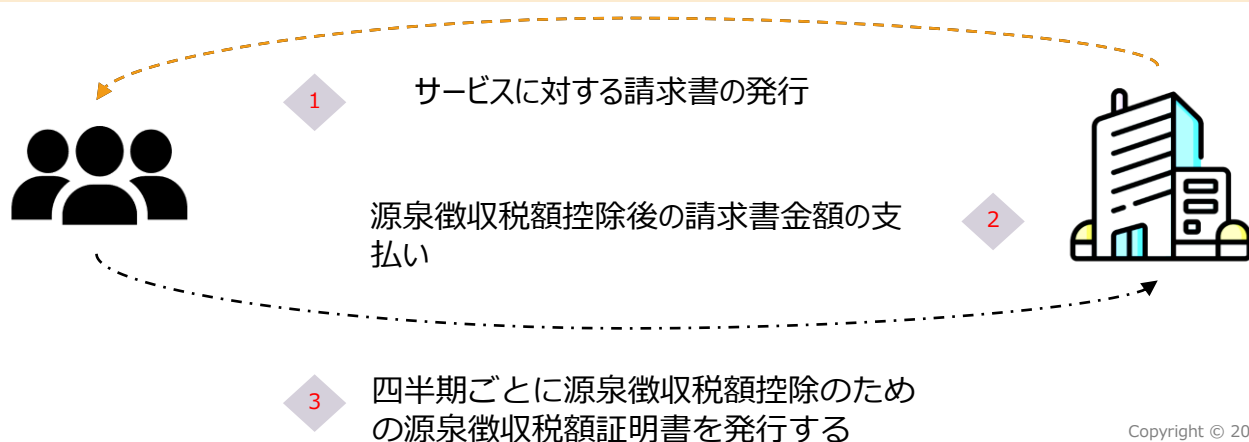 1
サービスに対する請求書の発行
源泉徴収税額控除後の請求書金額の支
払い
2
3
四半期ごとに源泉徴収税額控除のため
の源泉徴収税額証明書を発行する
Copyright © 20